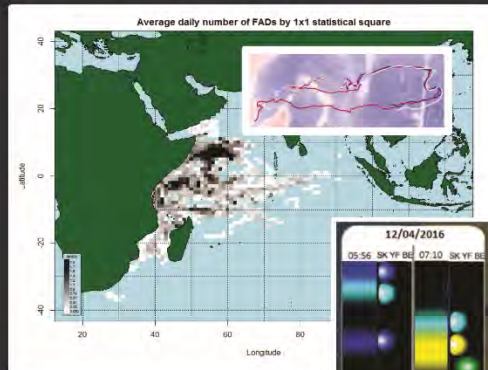 Average daily number of FADs by 1x1 statistical square
Latitude
40
20
0
-20
-40
20
40
60
80
Longitude
12/04/2016
05:56 SK YF BE 07:10 SK YF BE